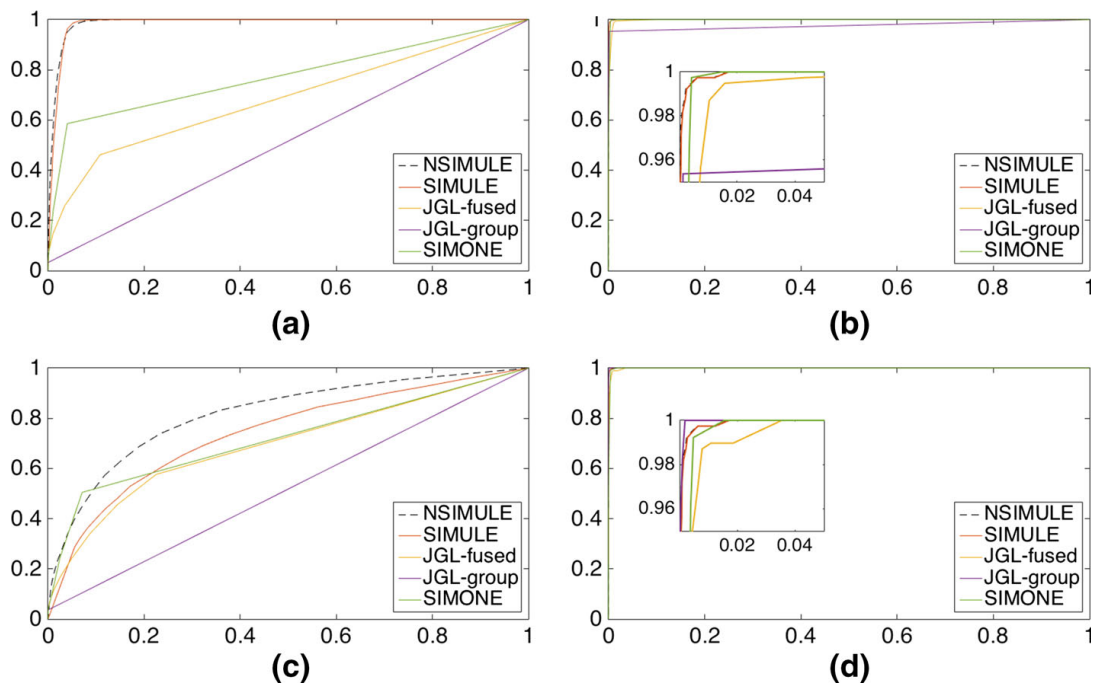 1
0.8
0.6
0.4
0.2
0
0 0.2 0.4 0.6 0.8 1
NSIMULE
SIMULE
JGL-fused
JGL-group
SIMONE
(a)
1
0.8
0.6
0.4
0.2
0
0 0.2 0.4 0.6 0.8 1
1
0.98
0.96
0.02 0.04
NSIMULE
SIMULE
JGL-fused
JGL-group
SIMONE
(b)
1
0.8
0.6
0.4
0.2
0
0 0.2 0.4 0.6 0.8 1
NSIMULE
SIMULE
JGL-fused
JGL-group
SIMONE
(c)
1
0.8
0.6
0.4
0.2
0
0 0.2 0.4 0.6 0.8 1
1
0.98
0.96
0.02 0.04
NSIMULE
SIMULE
JGL-fused
JGL-group
SIMONE
(d)